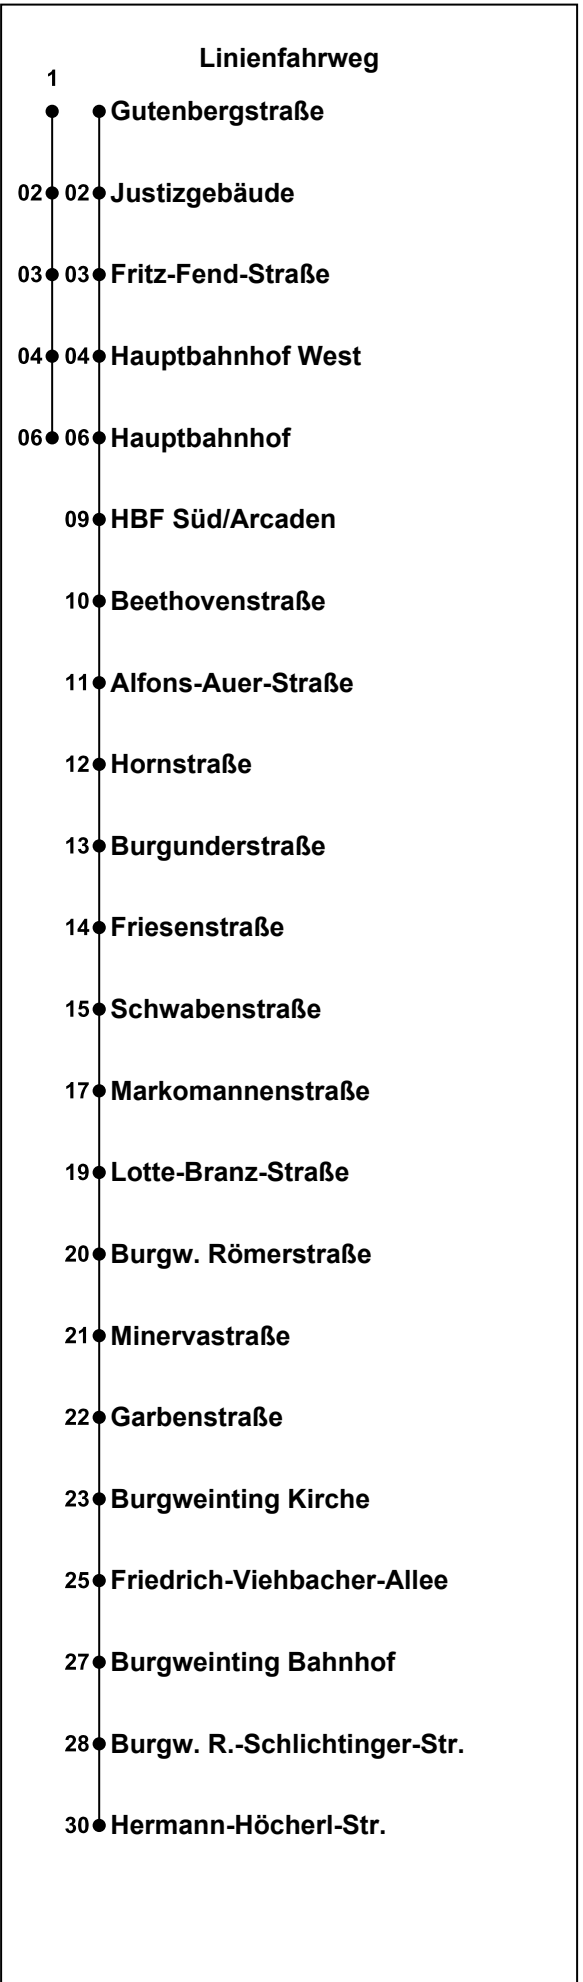 Linienfahrweg
1
Gutenbergstraße
02 02 Justizgebäude
03 03 Fritz-Fend-Straße
04 04 Hauptbahnhof West
06 06 Hauptbahnhof
09 HBF Süd/Arcaden
10 Beethovenstraße
11 Alfons-Auer-Straße
12 Hornstraße
13 Burgunderstraße
14 Friesenstraße
15 Schwabenstraße
17 Markomannenstraße
19 Lotte-Branz-Straße
20 Burgw. Römerstraße
21 Minervastraße
22 Garbenstraße
23 Burgweinting Kirche
25 Friedrich-Viehbacher-Allee
27 Burgweinting Bahnhof
28 Burgw. R.-Schlichtinger-Str.
30 Hermann-Höcherl-Str.